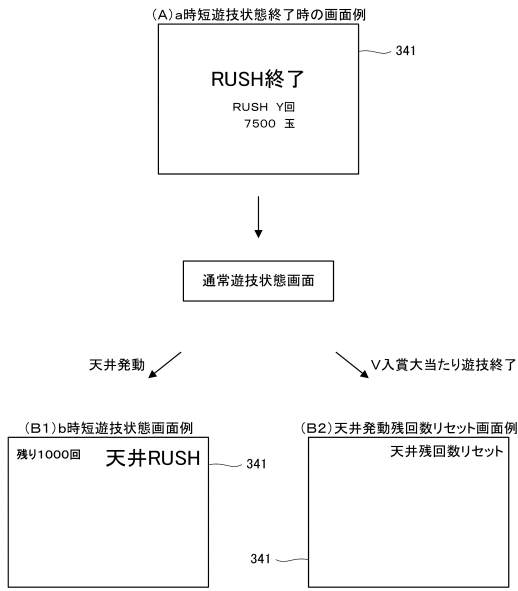 (A)a時短遊技状態終了時の画面例
341
RUSH終了
RUSH Y回
7500 玉
通常遊技状態画面
天井発動
V入賞大当たり遊技終了
(B1)b時短遊技状態画面例
(B2)天井発動残回数リセット画面例
残り1000回
天井RUSH
341
天井残回数リセット
341